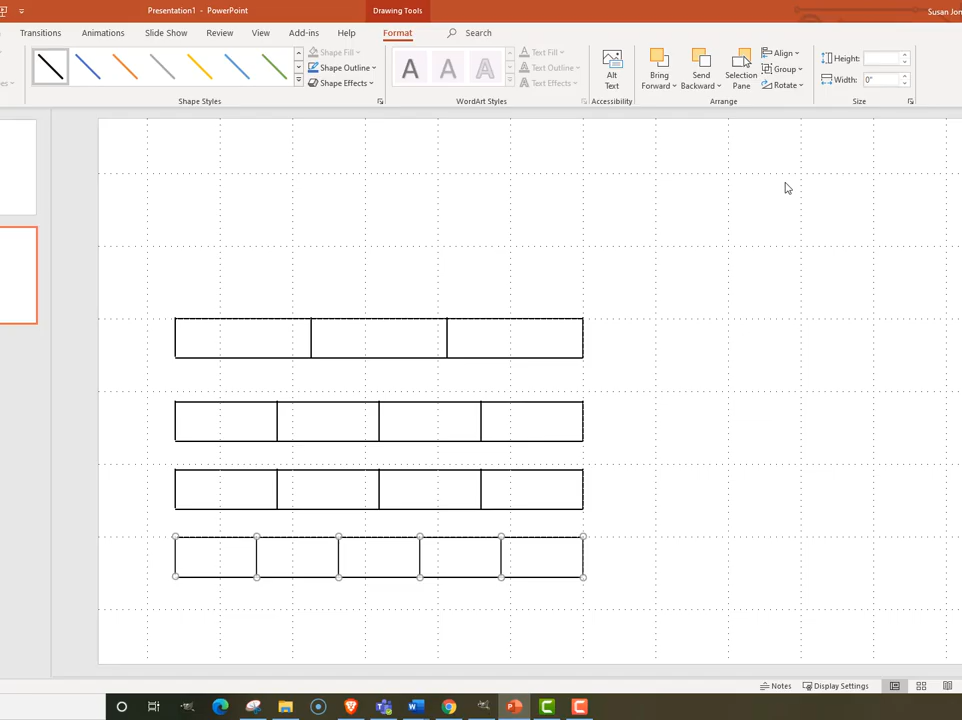 Presentation1 - PowerPoint
Drawing Tools
Susan Jon
Transitions
Animations
Slide Show
Review
View
Add-ins
Help
Format
Search
Shape Fill
Shape Outline
Shape Effects
Shape Styles
A A A
Text Fill
Text Outline
Text Effects
WordArt Styles
Alt
Text
Accessibility
Bring
Forward
Send
Backward
Selection
Pane
Align
Group
Rotate
Arrange
Height:
Width: 0"
Size
Notes
Display Settings